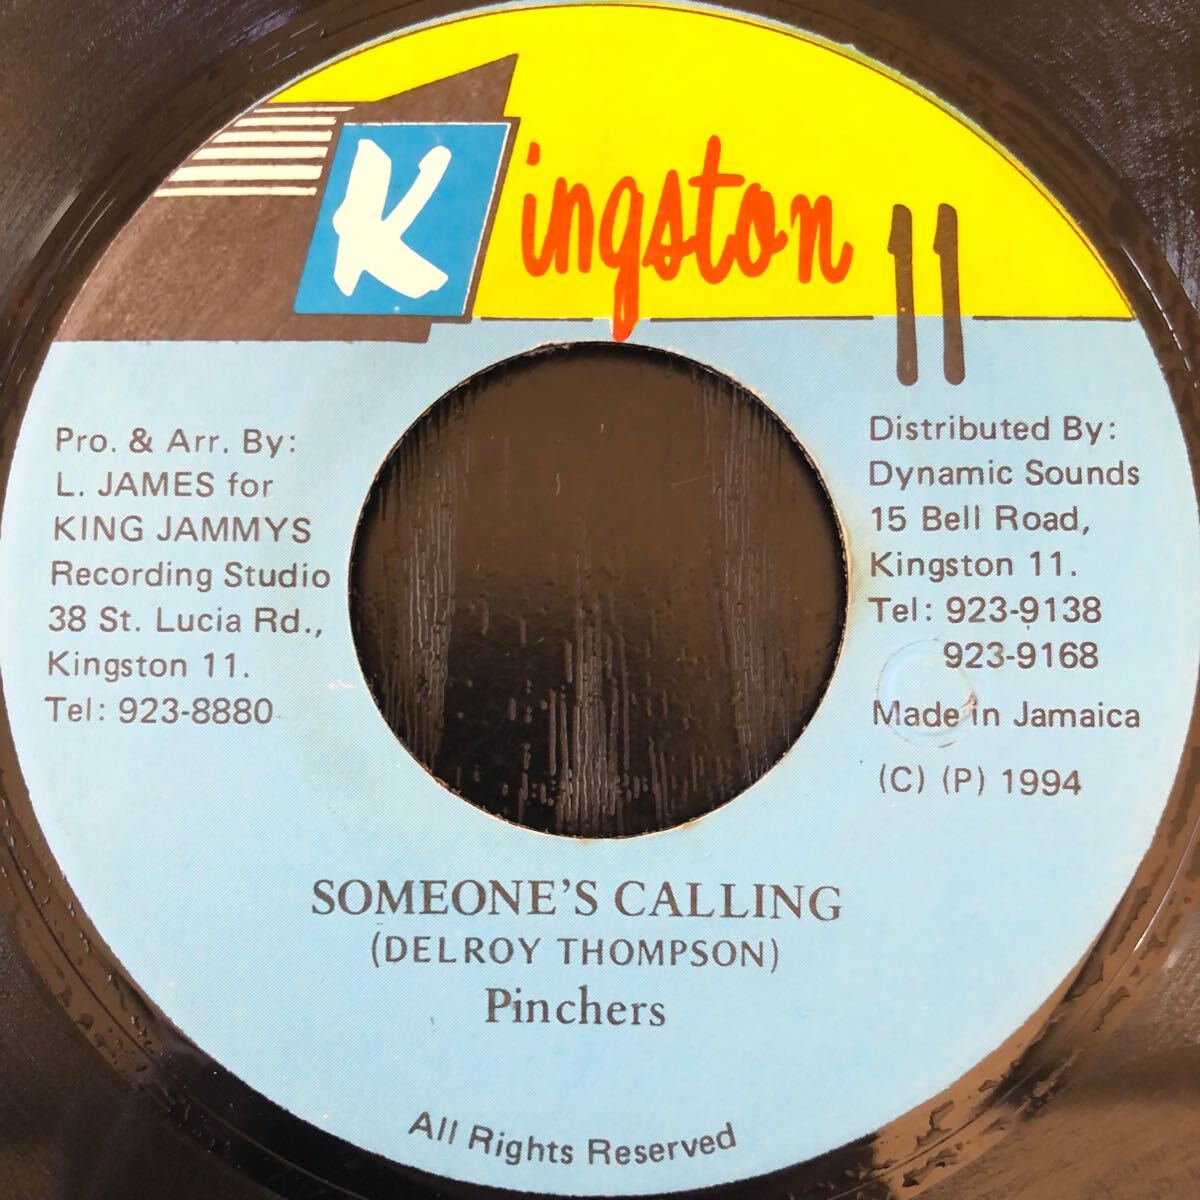 Kingston 11
Pro. & Arr. By:
L. JAMES for
KING JAMMYS
Recording Studio
38 St. Lucia Rd.,
Kingston 11.
Tel: 923-8880
Distributed By:
Dynamic Sounds
15 Bell Road,
Kingston 11.
Tel: 923-9138
923-9168
Made in Jamaica
(C) (P) 1994
SOMEONE'S CALLING
(DELROY THOMPSON)
Pinchers
All Rights Reserved